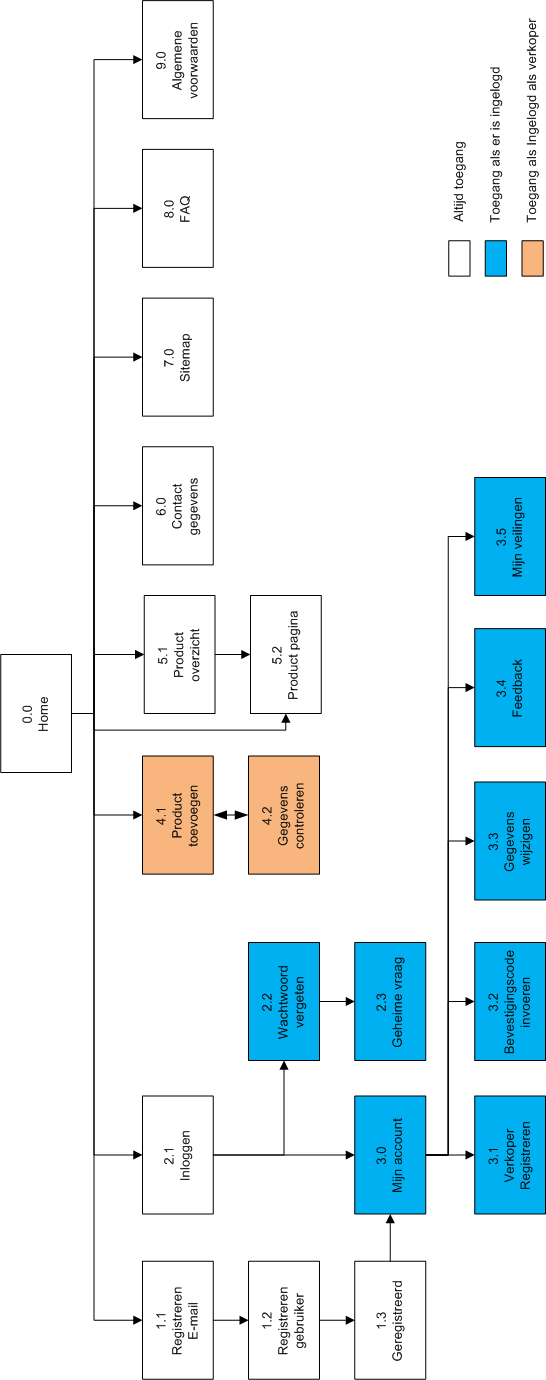 0.0
Home
1.1
Registreren
E-mail
2.1
Inloggen
4.1
Product
toevoegen
5.1
Product
overzicht
6.0
Contact
gegevens
7.0
Sitemap
8.0
FAQ
9.0
Algemene
voorwaarden
1.2
Registreren
gebruiker
2.2
Wachtwoord
vergeten
4.2
Gegevens
controleren
5.2
Product pagina
1.3
Geregistreerd
3.0
Mijn account
2.3
Geheime vraag
3.1
Verkoper
Registreren
3.2
Bevestigingscode
invoeren
3.3
Gegevens
wijzigen
3.4
Feedback
3.5
Mijn veilingen
Altijd toegang
Toegang als er is ingelogd
Toegang als Ingelogd als verkoper